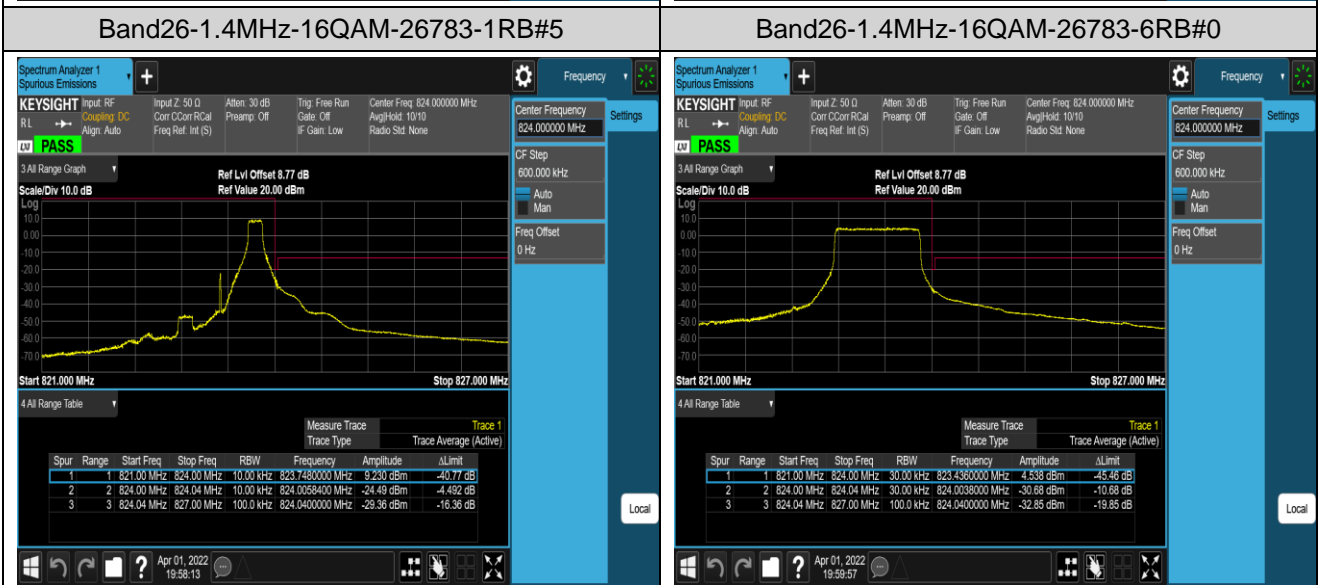 Band26-1.4MHz-16QAM-26783-1RB#5
Spectrum Analyzer 1
Spurious Emissions
+
Frequency
KEYSIGHT
RL
Input: RF
Coupling: DC
Align: Auto
Input Z: 50 Ω
Corr CCorr RCal
Freq Ref: Int (S)
Atten: 30 dB
Preamp: Off
Trig: Free Run
Gate: Off
IF Gain: Low
Center Freq: 824.000000 MHz
Avg|Hold: 10/10
Radio Std: None
LXI PASS
Center Frequency
824.000000 MHz
Settings
CF Step
600.000 kHz
Auto
Man
Freq Offset
0 Hz
3 All Range Graph
Ref Lvl Offset 8.77 dB
Scale/Div 10.0 dB
Ref Value 20.00 dBm
Log
10.0
0.00
-10.0
-20.0
-30.0
-40.0
-50.0
-60.0
-70.0
Start 821.000 MHz
Stop 827.000 MHz
4 All Range Table
Measure Trace Trace 1
Trace Type Trace Average (Active)
Spur Range Start Freq Stop Freq RBW Frequency Amplitude ΔLimit
1 1 821.00 MHz 824.00 MHz 10.00 kHz 823.7480000 MHz 9.230 dBm -40.77 dB
2 2 824.00 MHz 824.04 MHz 10.00 kHz 824.0058400 MHz -24.49 dBm -4.492 dB
3 3 824.04 MHz 827.00 MHz 100.0 kHz 824.0400000 MHz -29.36 dBm -16.36 dB
Local
?
Apr 01, 2022
19:58:13
Band26-1.4MHz-16QAM-26783-6RB#0
Spectrum Analyzer 1
Spurious Emissions
+
Frequency
KEYSIGHT
RL
Input: RF
Coupling: DC
Align: Auto
Input Z: 50 Ω
Corr CCorr RCal
Freq Ref: Int (S)
Atten: 30 dB
Preamp: Off
Trig: Free Run
Gate: Off
IF Gain: Low
Center Freq: 824.000000 MHz
Avg|Hold: 10/10
Radio Std: None
LXI PASS
Center Frequency
824.000000 MHz
Settings
CF Step
600.000 kHz
Auto
Man
Freq Offset
0 Hz
3 All Range Graph
Ref Lvl Offset 8.77 dB
Scale/Div 10.0 dB
Ref Value 20.00 dBm
Log
10.0
0.00
-10.0
-20.0
-30.0
-40.0
-50.0
-60.0
-70.0
Start 821.000 MHz
Stop 827.000 MHz
4 All Range Table
Measure Trace Trace 1
Trace Type Trace Average (Active)
Spur Range Start Freq Stop Freq RBW Frequency Amplitude ΔLimit
1 1 821.00 MHz 824.00 MHz 30.00 kHz 823.4360000 MHz 4.538 dBm -45.46 dB
2 2 824.00 MHz 824.04 MHz 30.00 kHz 824.0038000 MHz -30.68 dBm -10.68 dB
3 3 824.04 MHz 827.00 MHz 100.0 kHz 824.0400000 MHz -32.85 dBm -19.85 dB
Local
?
Apr 01, 2022
19:59:57